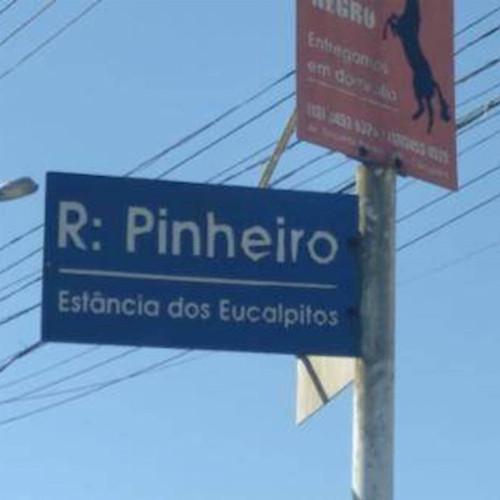 NEGRO
Entregamos
em domicílio
R: Pinheiro
Estância dos Eucalpitos